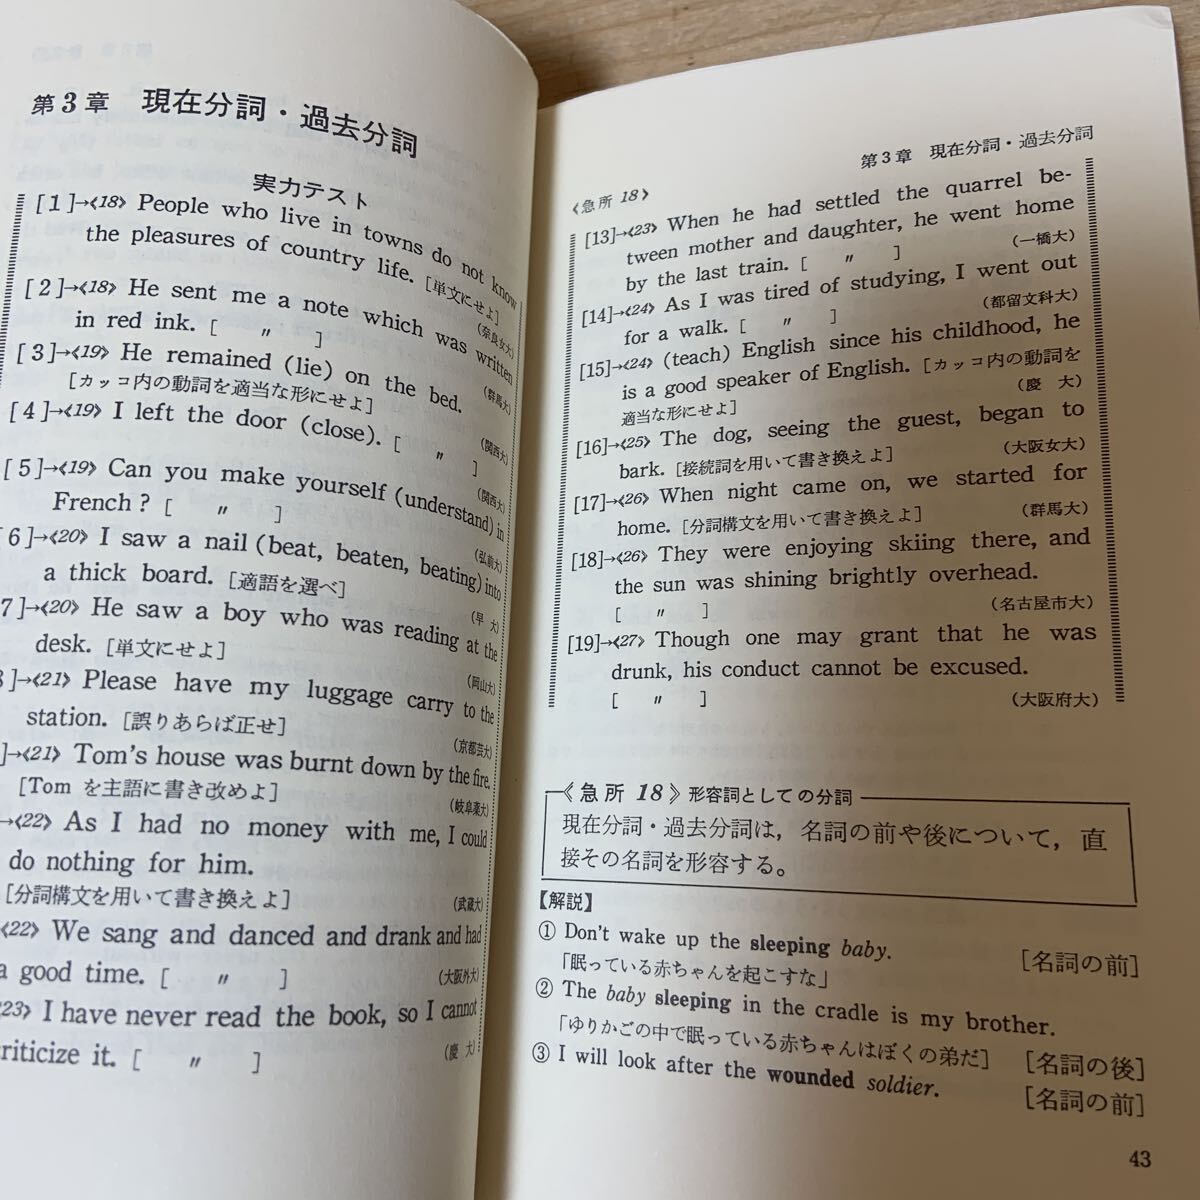 第3章 現在分詞・過去分詞
実力テスト
[1]→《18》 People who live in towns do not know
the pleasures of country life. [単文にせよ]
(奈良女大)
[2]→《18》 He sent me a note which was written
in red ink. [ 〃 ]
(群馬大)
[3]→《19》 He remained (lie) on the bed.
[カッコ内の動詞を適当な形にせよ]
(関西大)
[4]→《19》 I left the door (close). [ 〃 ]
(関西大)
[5]→《19》 Can you make yourself (understand) in
French? [ 〃 ]
(弘前大)
6]→《20》 I saw a nail (beat, beaten, beating) into
a thick board. [適語を選べ]
(早 大)
7]→《20》 He saw a boy who was reading at the
desk. [単文にせよ]
(岡山大)
]→《21》 Please have my luggage carry to the
station. [誤りあらば正せ]
(京都芸大)
]→《21》 Tom's house was burnt down by the fire.
[Tom を主語に書き改めよ]
(岐阜薬大)
→《22》 As I had no money with me, I could
do nothing for him.
[分詞構文を用いて書き換えよ]
(武蔵大)
《22》 We sang and danced and drank and had
a good time. [ 〃 ]
(大阪外大)
23》 I have never read the book, so I cannot
criticize it. [ 〃 ]
(慶 大)
第3章 現在分詞・過去分詞
《急所 18》
[13]→《23》 When he had settled the quarrel be-
tween mother and daughter, he went home
by the last train. [ 〃 ]
(一橋大)
[14]→《24》 As I was tired of studying, I went out
for a walk. [ 〃 ]
(都留文科大)
[15]→《24》 (teach) English since his childhood, he
is a good speaker of English. [カッコ内の動詞を
適当な形にせよ]
(慶 大)
[16]→《25》 The dog, seeing the guest, began to
bark. [接続詞を用いて書き換えよ]
(大阪女大)
[17]→《26》 When night came on, we started for
home. [分詞構文を用いて書き換えよ]
(群馬大)
[18]→《26》 They were enjoying skiing there, and
the sun was shining brightly overhead.
[ 〃 ]
(名古屋市大)
[19]→《27》 Though one may grant that he was
drunk, his conduct cannot be excused.
[ 〃 ]
(大阪府大)
《急所 18》 形容詞としての分詞
現在分詞・過去分詞は，名詞の前や後について，直
接その名詞を形容する。
【解説】
① Don't wake up the sleeping baby.
「眠っている赤ちゃんを起こすな」
[名詞の前]
② The baby sleeping in the cradle is my brother.
「ゆりかごの中で眠っている赤ちゃんはぼくの弟だ]
[名詞の後]
③ I will look after the wounded soldier.
[名詞の前]
43